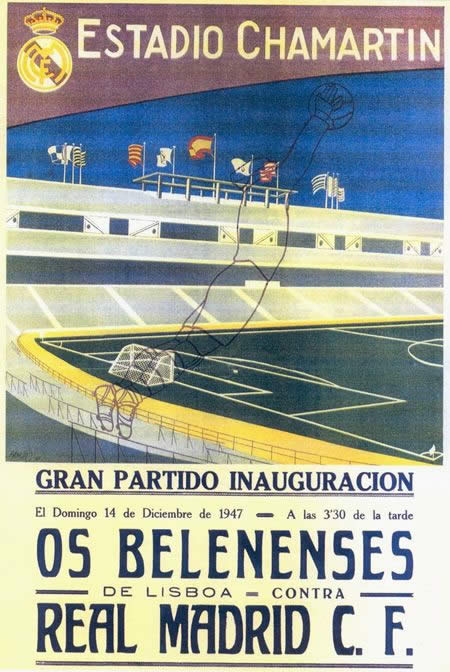 ESTADIO CHAMARTIN
GRAN PARTIDO INAUGURACION
El Domingo 14 de Diciembre de 1947 — A las 3'30 de la tarde
OS BELENENSES
DE LISBOA = CONTRA
REAL MADRID C. F.